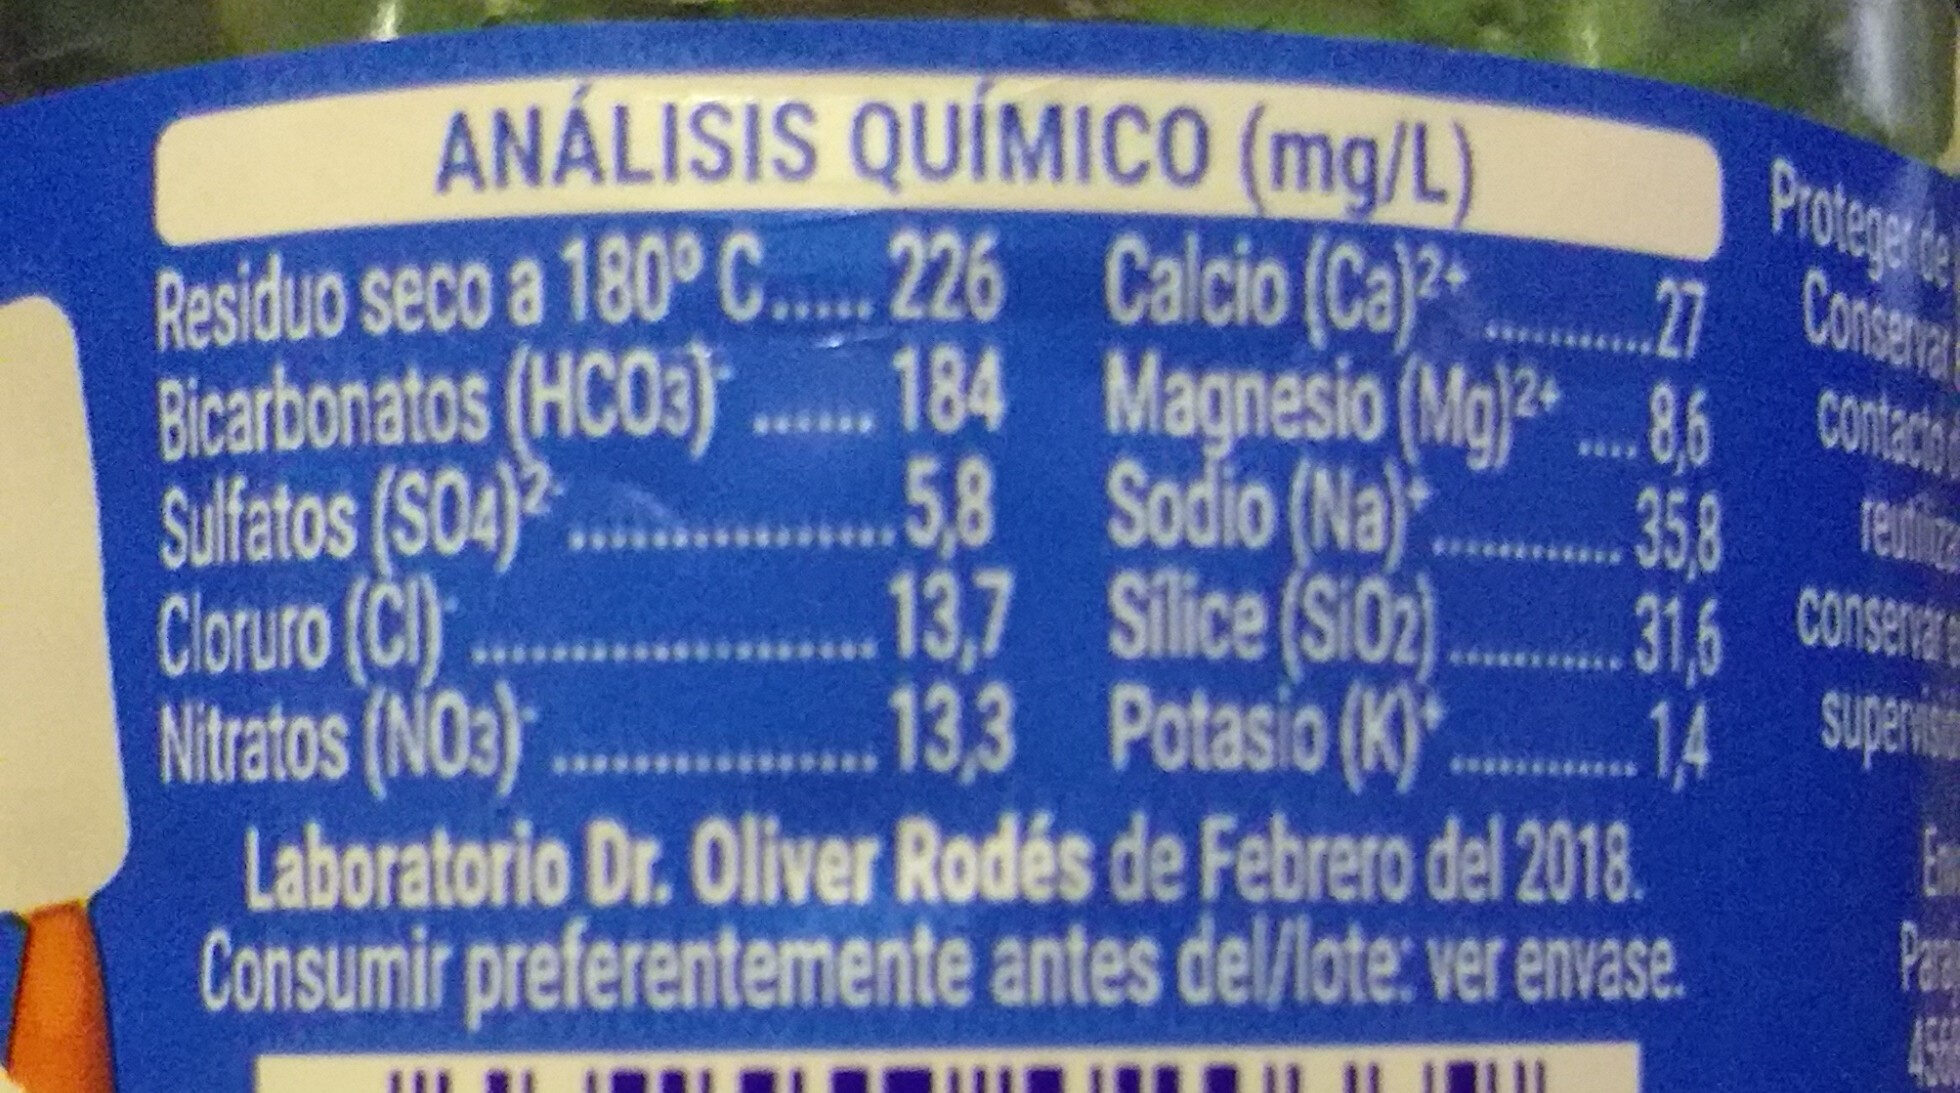 ANÁLISIS QUÍMICO (mg/L)
Residuo seco a 180º C..... 226
Bicarbonatos (HCO3)- ...... 184
Sulfatos (SO4)2- ................ 5,8
Cloruro (Cl)- .................... 13,7
Nitratos (NO3)- ................ 13,3
Calcio (Ca)2+ ........... 27
Magnesio (Mg)2+ .... 8,6
Sodio (Na)+ ........... 35,8
Sílice (SiO2) .......... 31,6
Potasio (K)+ ........... 1,4
Laboratorio Dr. Oliver Rodés de Febrero del 2018.
Consumir preferentemente antes del/lote: ver envase.
Proteger de